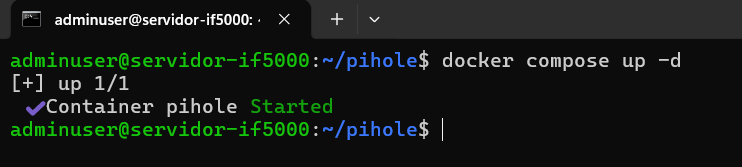 adminuser@servidor-if5000: ~
adminuser@servidor-if5000:~/pihole$ docker compose up -d
[+] up 1/1
✔Container pihole Started
adminuser@servidor-if5000:~/pihole$